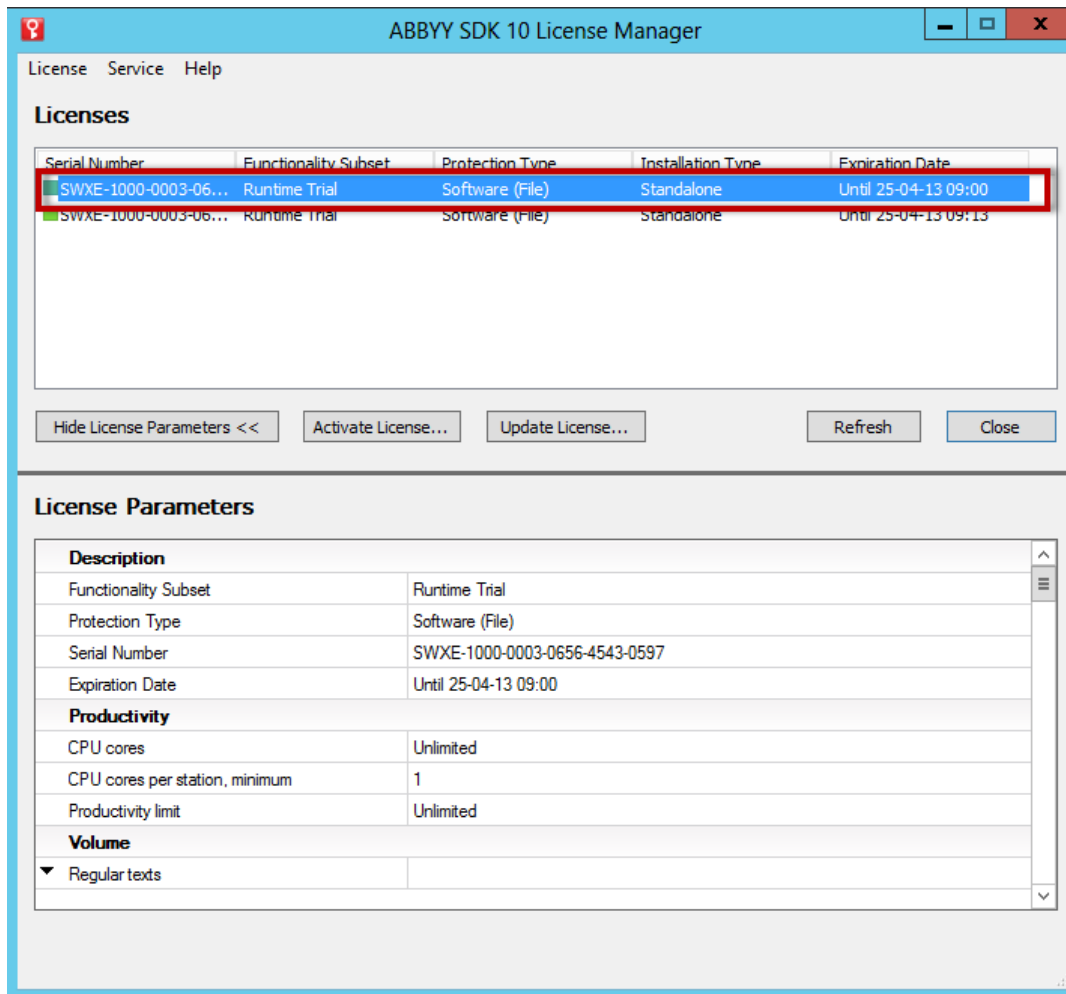 ABBYY SDK 10 License Manager
License Service Help
Licenses
Serial Number Functionality Subset Protection Type Installation Type Expiration Date
SWXE-1000-0003-06... Runtime Trial Software (File) Standalone Until 25-04-13 09:00
SWXE-1000-0003-06... Runtime Trial Software (File) Standalone Until 25-04-13 09:13
Hide License Parameters << Activate License... Update License... Refresh Close
License Parameters
Description
Functionality Subset Runtime Trial
Protection Type Software (File)
Serial Number SWXE-1000-0003-0656-4543-0597
Expiration Date Until 25-04-13 09:00
Productivity
CPU cores Unlimited
CPU cores per station, minimum 1
Productivity limit Unlimited
Volume
Regular texts